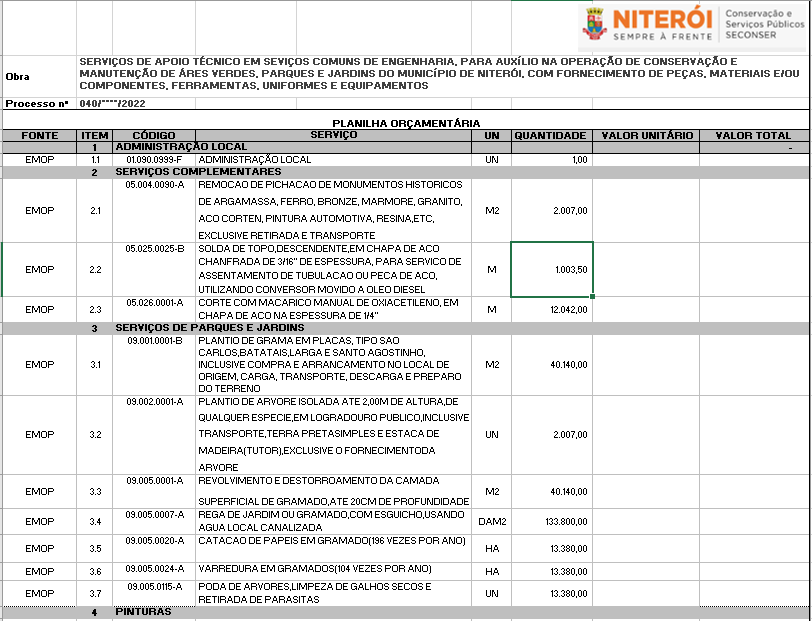 NITERÓI
SEMPRE À FRENTE
Conservação e
Serviços Públicos
SECONSER
Obra
SERVIÇOS DE APOIO TÉCNICO EM SEVIÇOS COMUNS DE ENGENHARIA, PARA AUXÍLIO NA OPERAÇÃO DE CONSERVAÇÃO E
MANUTENÇÃO DE ÁRES VERDES, PARQUES E JARDINS DO MUNICÍPIO DE NITERÓI, COM FORNECIMENTO DE PEÇAS, MATERIAIS E/OU
COMPONENTES, FERRAMENTAS, UNIFORMES E EQUIPAMENTOS
Processo nº 040/****/2022
PLANILHA ORÇAMENTÁRIA
FONTE ITEM CÓDIGO SERVIÇO UN QUANTIDADE VALOR UNITÁRIO VALOR TOTAL
1 ADMINISTRAÇÃO LOCAL -
EMOP 1.1 01.090.0999-F ADMINISTRAÇÃO LOCAL UN 1,00
2 SERVIÇOS COMPLEMENTARES
EMOP 2.1 05.004.0090-A REMOCAO DE PICHACAO DE MONUMENTOS HISTORICOS M2 2.007,00
DE ARGAMASSA, FERRO, BRONZE, MARMORE, GRANITO,
ACO CORTEN, PINTURA AUTOMOTIVA, RESINA,ETC,
EXCLUSIVE RETIRADA E TRANSPORTE
EMOP 2.2 05.025.0025-B SOLDA DE TOPO,DESCENDENTE,EM CHAPA DE ACO M 1.003,50
CHANFRADA DE 3/16" DE ESPESSURA, PARA SERVICO DE
ASSENTAMENTO DE TUBULACAO OU PECA DE ACO,
UTILIZANDO CONVERSOR MOVIDO A OLEO DIESEL
EMOP 2.3 05.026.0001-A CORTE COM MACARICO MANUAL DE OXIACETILENO, EM M 12.042,00
CHAPA DE ACO NA ESPESSURA DE 1/4"
3 SERVIÇOS DE PARQUES E JARDINS
EMOP 3.1 09.001.0001-B PLANTIO DE GRAMA EM PLACAS, TIPO SAO M2 40.140,00
CARLOS,BATATAIS,LARGA E SANTO AGOSTINHO,
INCLUSIVE COMPRA E ARRANCAMENTO NO LOCAL DE
ORIGEM, CARGA, TRANSPORTE, DESCARGA E PREPARO
DO TERRENO
EMOP 3.2 09.002.0001-A PLANTIO DE ARVORE ISOLADA ATE 2,00M DE ALTURA,DE UN 2.007,00
QUALQUER ESPECIE,EM LOGRADOURO PUBLICO,INCLUSIVE
TRANSPORTE,TERRA PRETASIMPLES E ESTACA DE
MADEIRA(TUTOR),EXCLUSIVE O FORNECIMENTODA
ARVORE
EMOP 3.3 09.005.0001-A REVOLVIMENTO E DESTORROAMENTO DA CAMADA M2 40.140,00
SUPERFICIAL DE GRAMADO,ATE 20CM DE PROFUNDIDADE
EMOP 3.4 09.005.0007-A REGA DE JARDIM OU GRAMADO,COM ESGUICHO,USANDO DAM2 133.800,00
AGUA LOCAL CANALIZADA
EMOP 3.5 09.005.0020-A CATACAO DE PAPEIS EM GRAMADO(196 VEZES POR ANO) HA 13.380,00
EMOP 3.6 09.005.0024-A VARREDURA EM GRAMADOS(104 VEZES POR ANO) HA 13.380,00
EMOP 3.7 09.005.0115-A PODA DE ARVORES,LIMPEZA DE GALHOS SECOS E UN 13.380,00
RETIRADA DE PARASITAS
4 PINTURAS